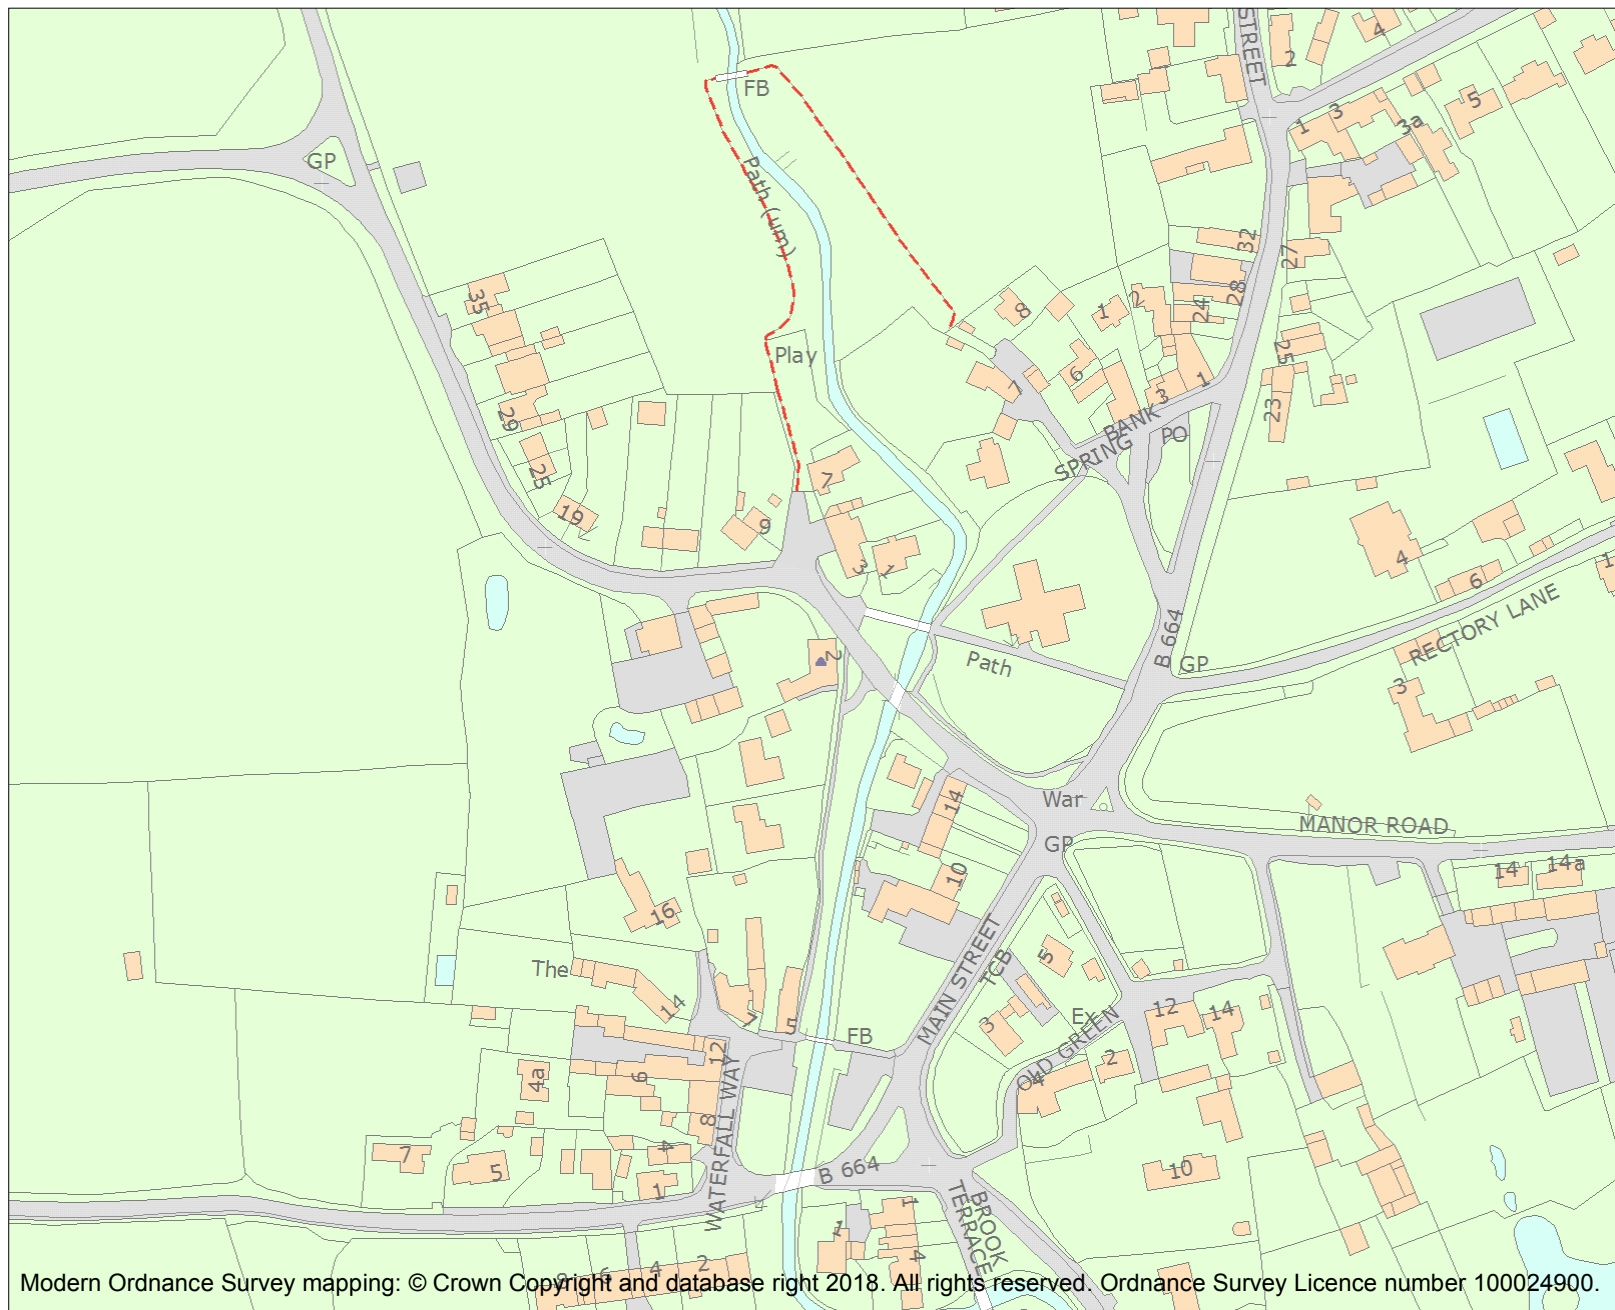 STREET
2
4
FB
GP
1
3
3a
5
Path (um)
32
27
28
24
35
8
1
2
Play
25
7
6
3
1
29
23
BANK
SPRING
PO
25
7
19
9
4
3
1
6
1
RECTORY LANE
B 664
GP
2
Path
3
14
War
MANOR ROAD
GP
14
14a
10
16
MAIN STREET
TCB
5
The
14
7
5
FB
3
Ex
12
14
OLD GREEN
12
2
4
4a
6
8
WATERFALL WAY
7
5
4
1
B 664
10
BROOK
TERRACE
1
1
4
8
6
4
2
Modern Ordnance Survey mapping: © Crown Copyright and database right 2018. All rights reserved. Ordnance Survey Licence number 100024900.